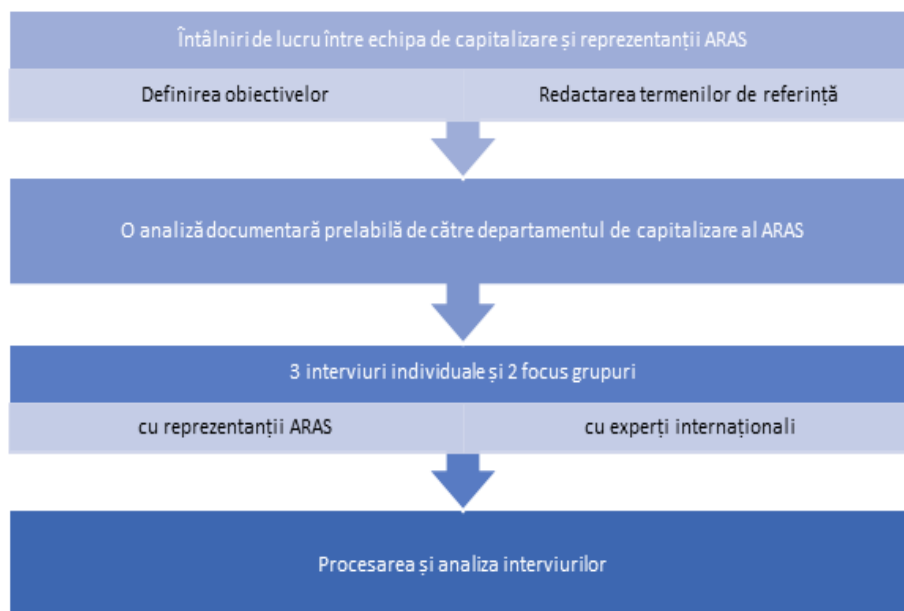 Întâlniri de lucru între echipa de capitalizare și reprezentanții ARAS
Definirea obiectivelor
Redactarea termenilor de referință
O analiză documentară prelabilă de către departamentul de capitalizare al ARAS
3 interviuri individuale și 2 focus grupuri
cu reprezentanții ARAS
cu experți internaționali
Procesarea și analiza interviurilor